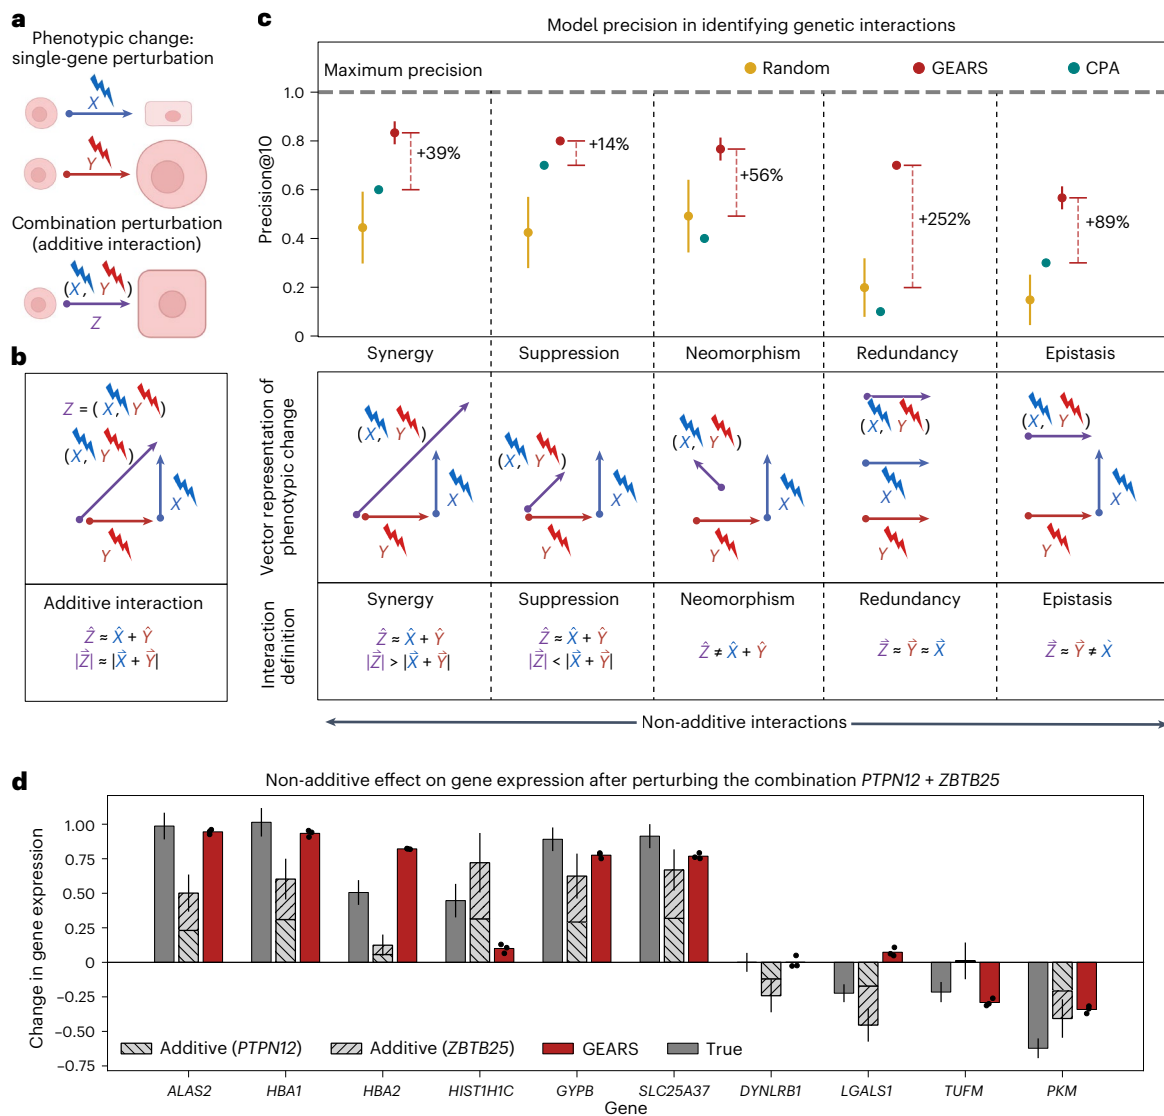 a
Phenotypic change:
single-gene perturbation
X
Y
Combination perturbation
(additive interaction)
(X, Y)
Z
b
Z = (X, Y)
(X, Y)
X
Y
Additive interaction
Ẑ ≈ X̂ + Ŷ
|Z⃗| ≈ |X⃗ + Y⃗|
c
Model precision in identifying genetic interactions
Maximum precision
Random
GEARS
CPA
Precision@10
1.0
0.8
0.6
0.4
0.2
0
+39%
+14%
+56%
+252%
+89%
Synergy
Suppression
Neomorphism
Redundancy
Epistasis
Vector representation of
phenotypic change
(X, Y)
X
Y
(X, Y)
X
Y
(X, Y)
X
Y
(X, Y)
X
Y
(X, Y)
X
Y
Interaction
definition
Synergy
Ẑ ≈ X̂ + Ŷ
|Z⃗| > |X⃗ + Y⃗|
Suppression
Ẑ ≈ X̂ + Ŷ
|Z⃗| < |X⃗ + Y⃗|
Neomorphism
Ẑ ≠ X̂ + Ŷ
Redundancy
Z⃗ ≈ Y⃗ ≈ X⃗
Epistasis
Z⃗ ≈ Y⃗ ≠ X⃗
Non-additive interactions
d
Non-additive effect on gene expression after perturbing the combination PTPN12 + ZBTB25
Change in gene expression
1.00
0.75
0.50
0.25
0
−0.25
−0.50
−0.75
Additive (PTPN12)
Additive (ZBTB25)
GEARS
True
ALAS2
HBA1
HBA2
HIST1H1C
GYPB
SLC25A37
DYNLRB1
LGALS1
TUFM
PKM
Gene